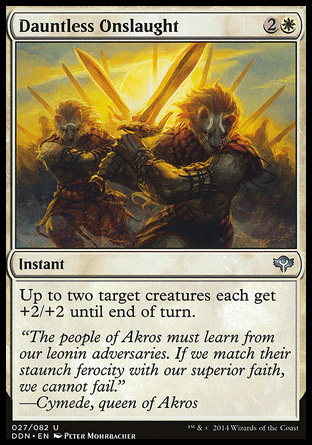 Dauntless Onslaught 2
Instant
Up to two target creatures each get
+2/+2 until end of turn.
“The people of Akros must learn from
our leonin adversaries. If we match their
staunch ferocity with our superior faith,
we cannot fail.”
—Cymede, queen of Akros
027/082 U
DDN • EN Peter Mohrbacher ™ & © 2014 Wizards of the Coast